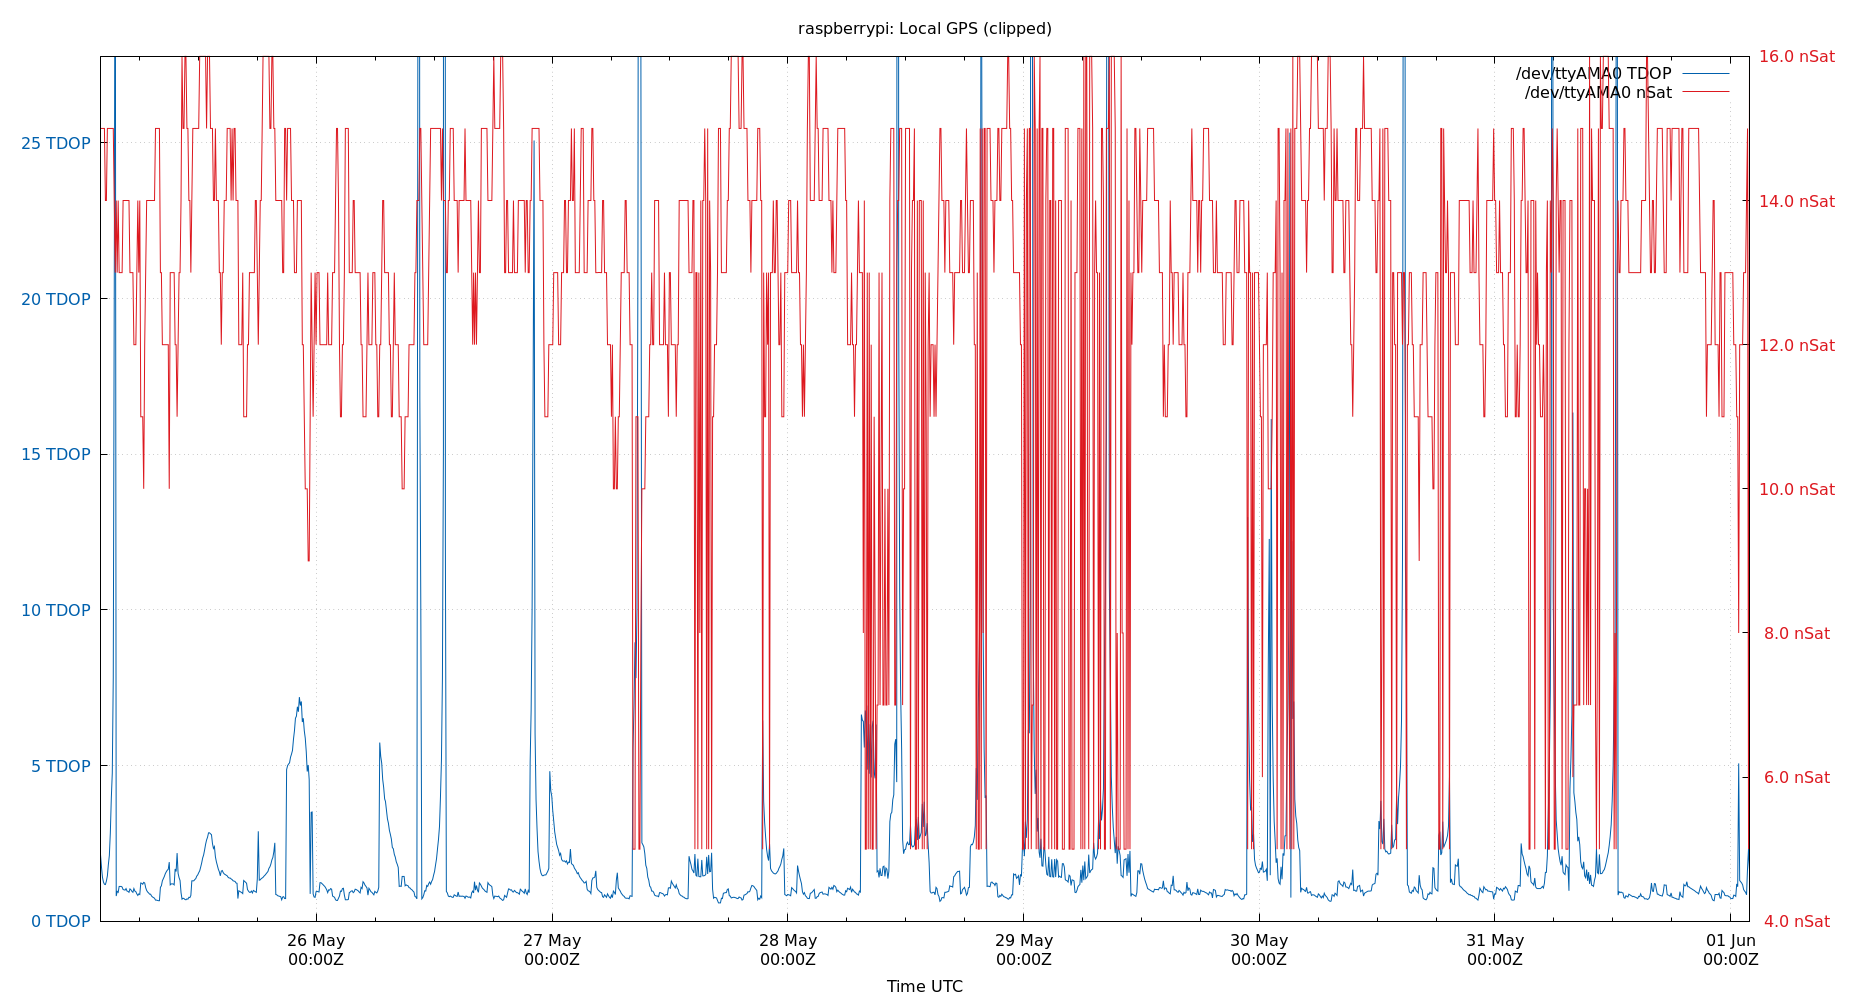 raspberrypi: Local GPS (clipped)
/dev/ttyAMA0 TDOP
/dev/ttyAMA0 nSat
25 TDOP
20 TDOP
15 TDOP
10 TDOP
5 TDOP
0 TDOP
16.0 nSat
14.0 nSat
12.0 nSat
10.0 nSat
8.0 nSat
6.0 nSat
4.0 nSat
26 May
00:00Z
27 May
00:00Z
28 May
00:00Z
29 May
00:00Z
30 May
00:00Z
31 May
00:00Z
01 Jun
00:00Z
Time UTC